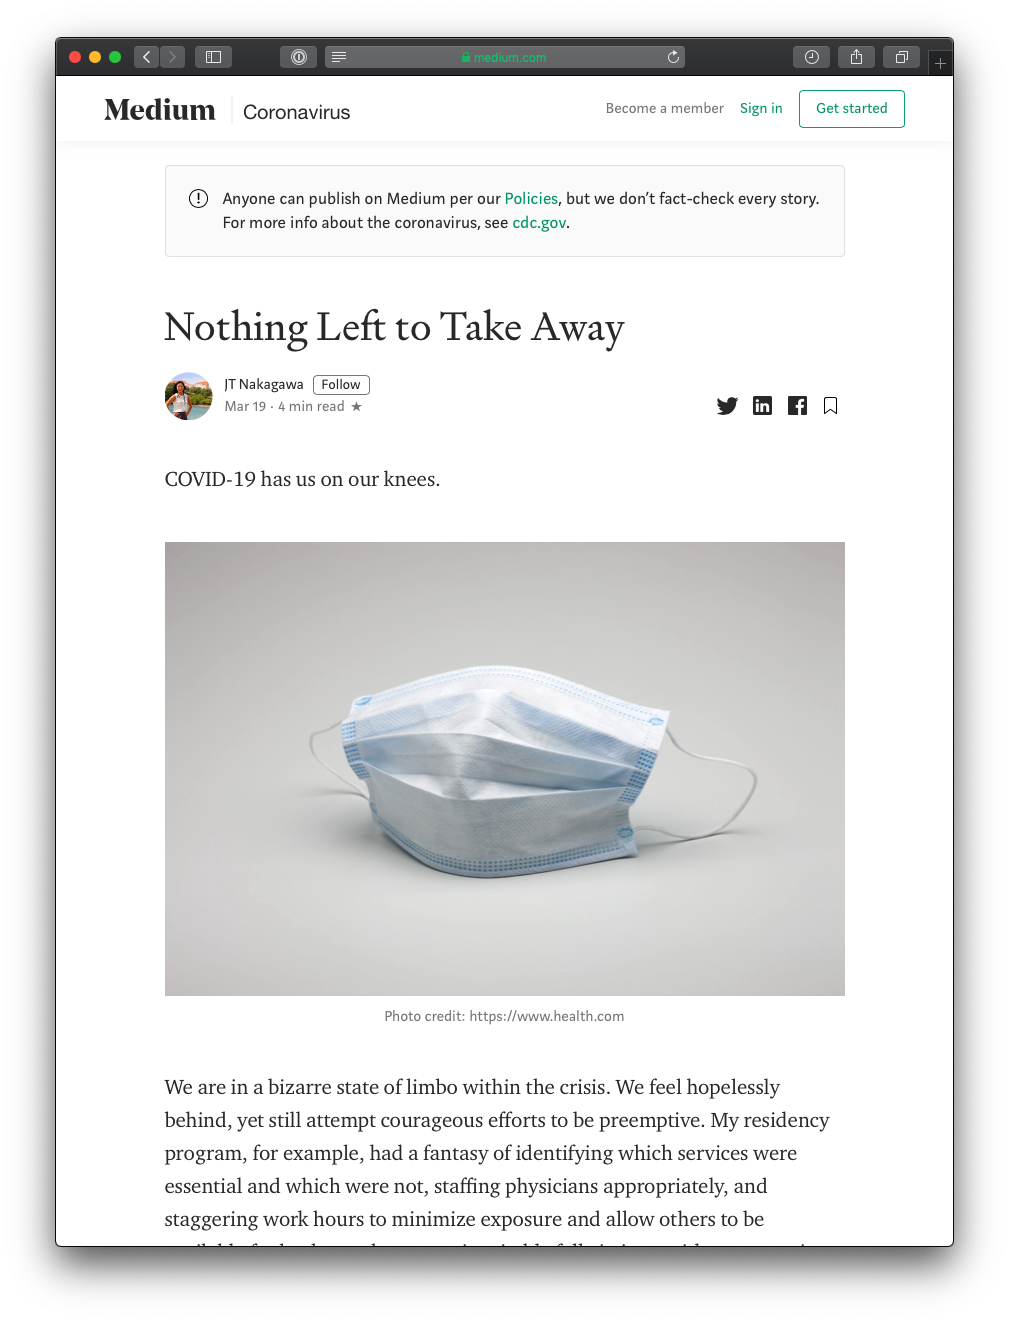 medium.com
Medium Coronavirus
Become a member Sign in Get started
Anyone can publish on Medium per our Policies, but we don’t fact-check every story.
For more info about the coronavirus, see cdc.gov.
Nothing Left to Take Away
JT Nakagawa Follow
Mar 19 · 4 min read ★
COVID-19 has us on our knees.
Photo credit: https://www.health.com
We are in a bizarre state of limbo within the crisis. We feel hopelessly
behind, yet still attempt courageous efforts to be preemptive. My residency
program, for example, had a fantasy of identifying which services were
essential and which were not, staffing physicians appropriately, and
staggering work hours to minimize exposure and allow others to be